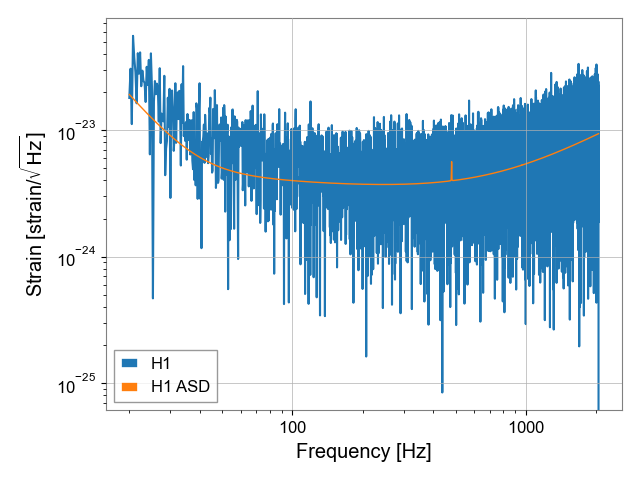 10⁻²³
10⁻²⁴
10⁻²⁵
Strain [strain/√Hz]
H1
H1 ASD
100
1000
Frequency [Hz]